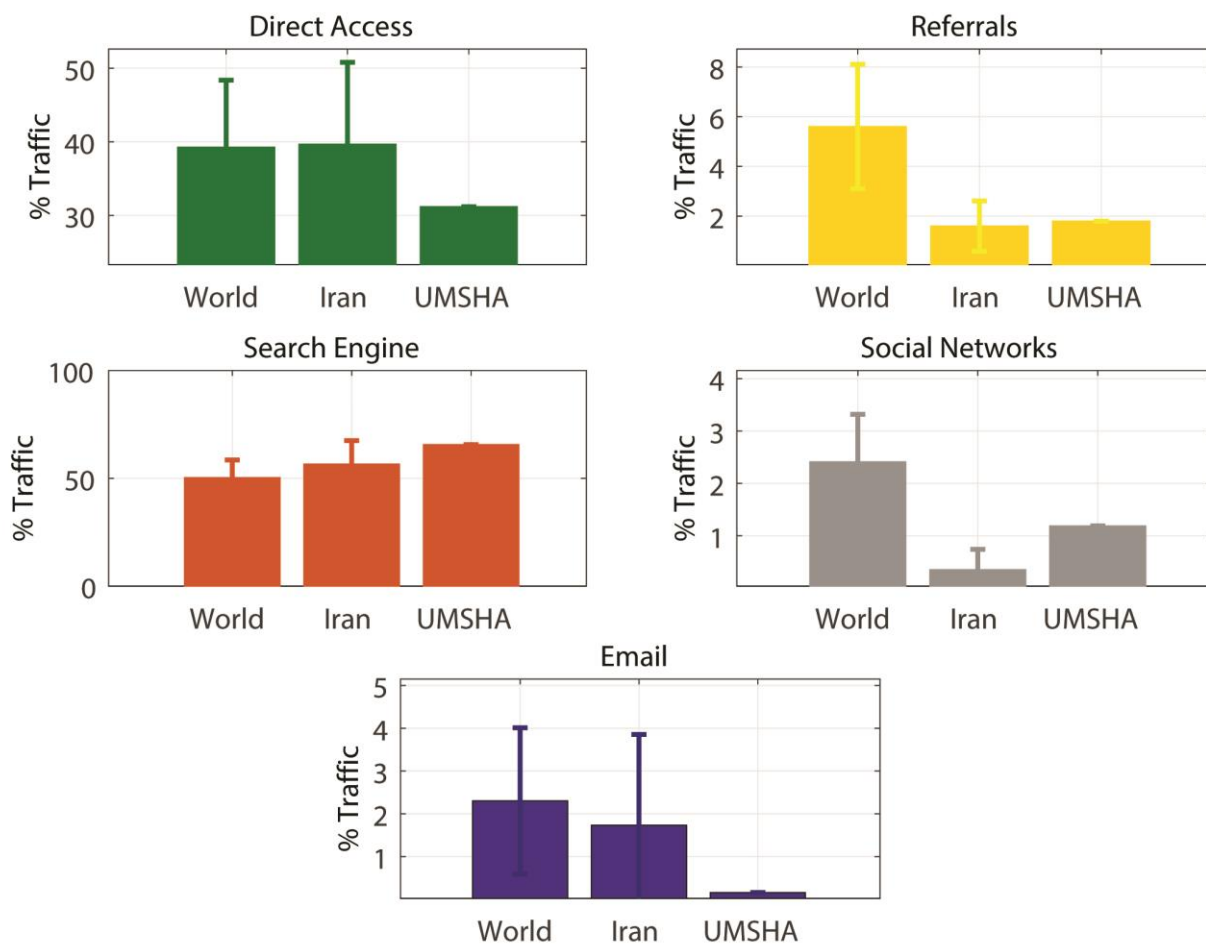 Direct Access
% Traffic
50
40
30
World Iran UMSHA
Referrals
% Traffic
8
6
4
2
World Iran UMSHA
Search Engine
% Traffic
100
50
0
World Iran UMSHA
Social Networks
% Traffic
4
3
2
1
World Iran UMSHA
Email
% Traffic
5
4
3
2
1
World Iran UMSHA